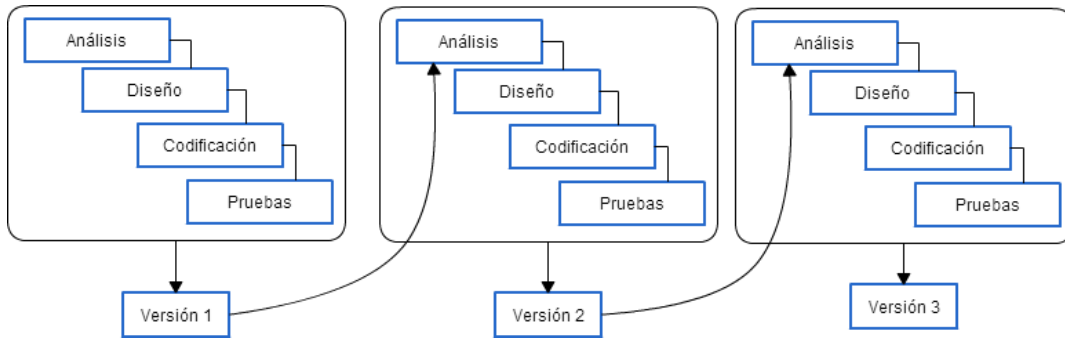 Análisis
Diseño
Codificación
Pruebas
Versión 1
Análisis
Diseño
Codificación
Pruebas
Versión 2
Análisis
Diseño
Codificación
Pruebas
Versión 3